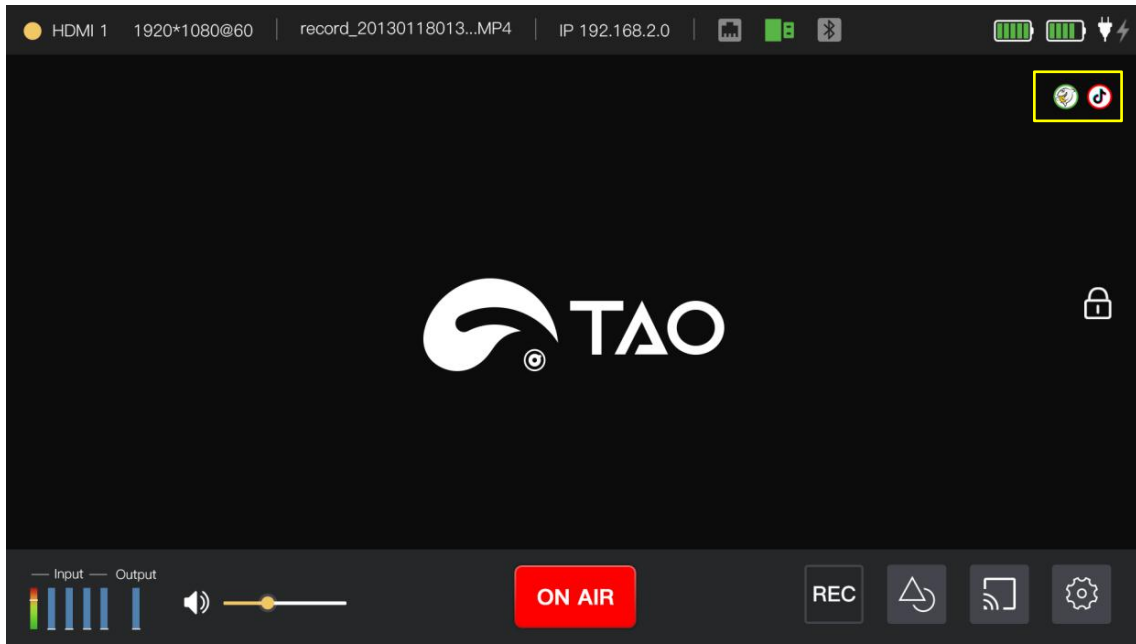 HDMI 1 1920*1080@60 record_20130118013...MP4 IP 192.168.2.0
TAO
Input Output
ON AIR
REC